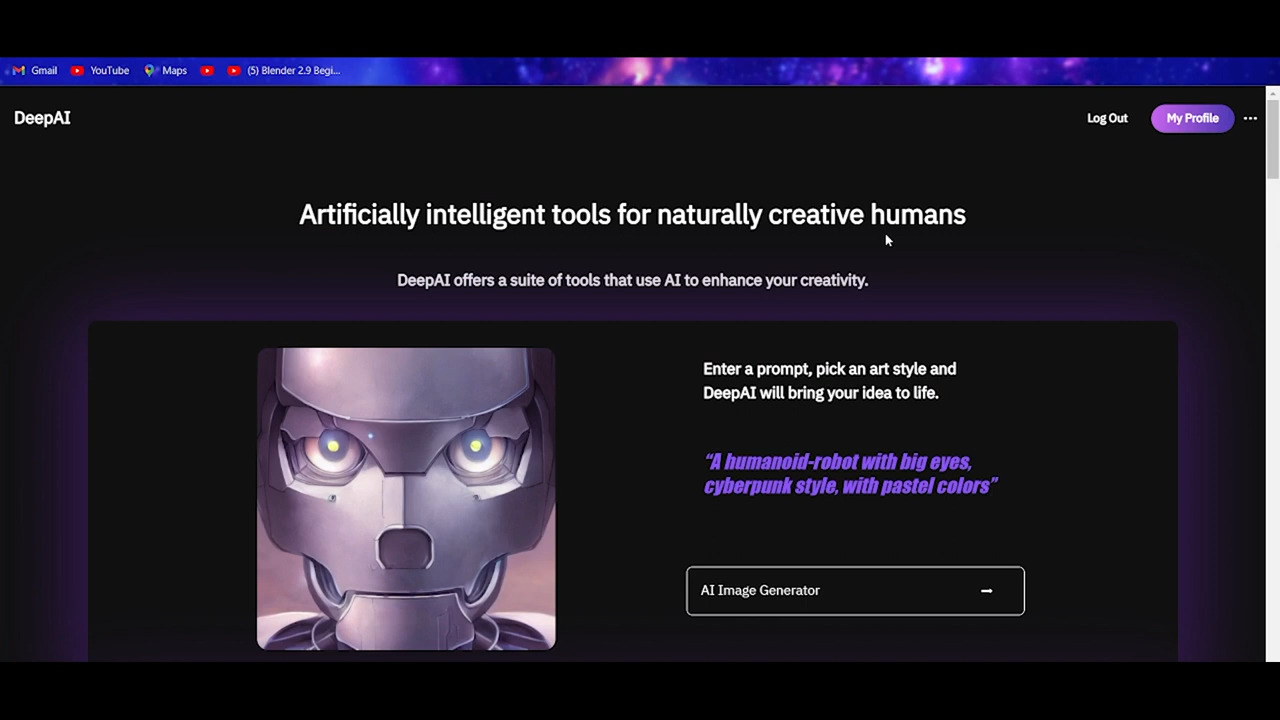 Gmail YouTube Maps (5) Blender 2.9 Begi...
DeepAI
Log Out My Profile
Artificially intelligent tools for naturally creative humans
DeepAI offers a suite of tools that use AI to enhance your creativity.
Enter a prompt, pick an art style and
DeepAI will bring your idea to life.
“A humanoid-robot with big eyes,
cyberpunk style, with pastel colors”
AI Image Generator